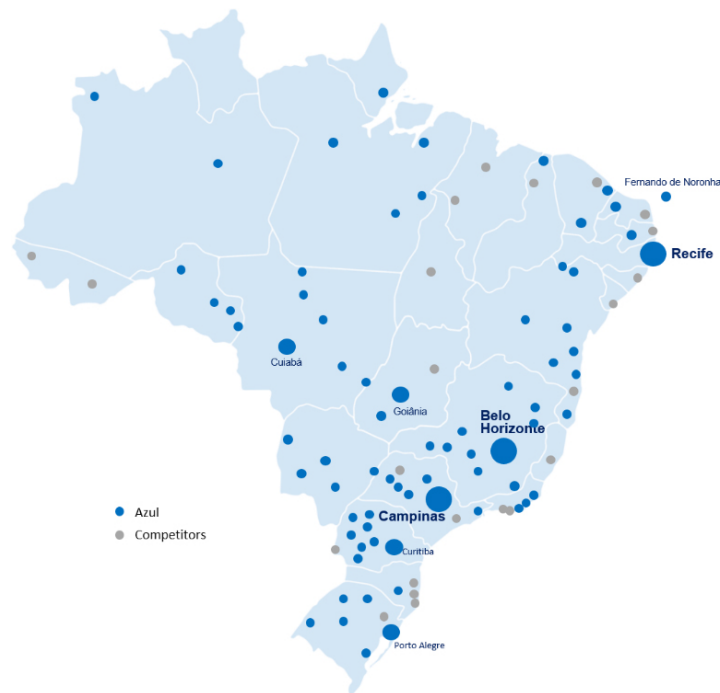 Fernando de Noronha
Recife
Cuiabá
Goiânia
Belo
Horizonte
Azul
Campinas
Competitors
Curitiba
Porto Alegre